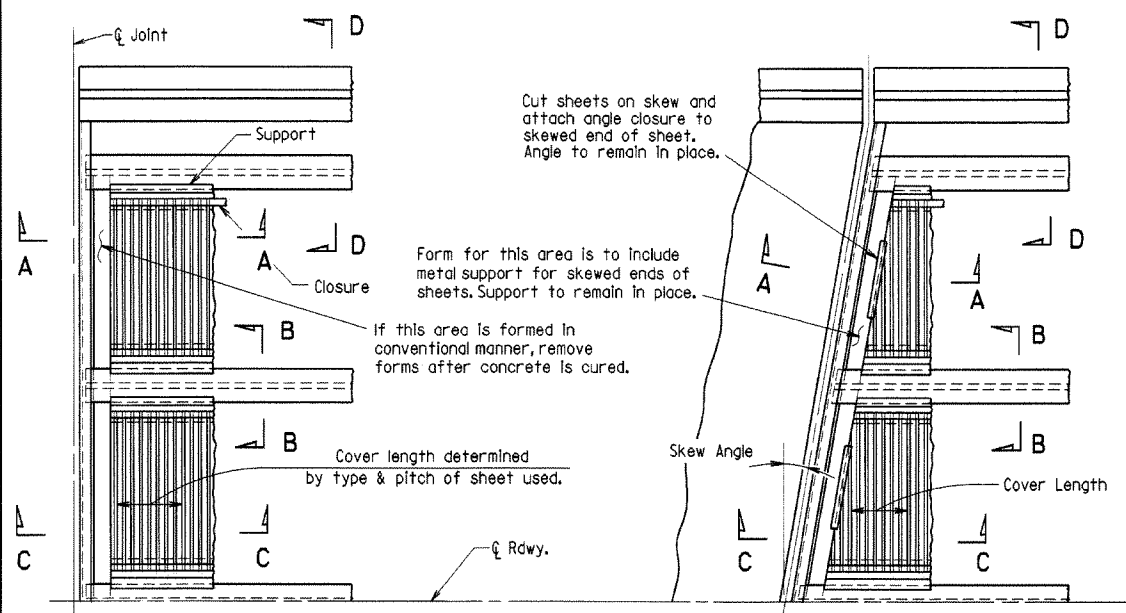 ℄ Joint
D
D
Cut sheets on skew and
attach angle closure to
skewed end of sheet.
Angle to remain in place.
Support
A
A
D
Closure
Form for this area is to include
metal support for skewed ends of
sheets. Support to remain in place.
A
A
D
If this area is formed in
conventional manner, remove
forms after concrete is cured.
B
B
B
B
Cover length determined
by type & pitch of sheet used.
Skew Angle
Cover Length
C
C
C
C
℄ Rdwy.